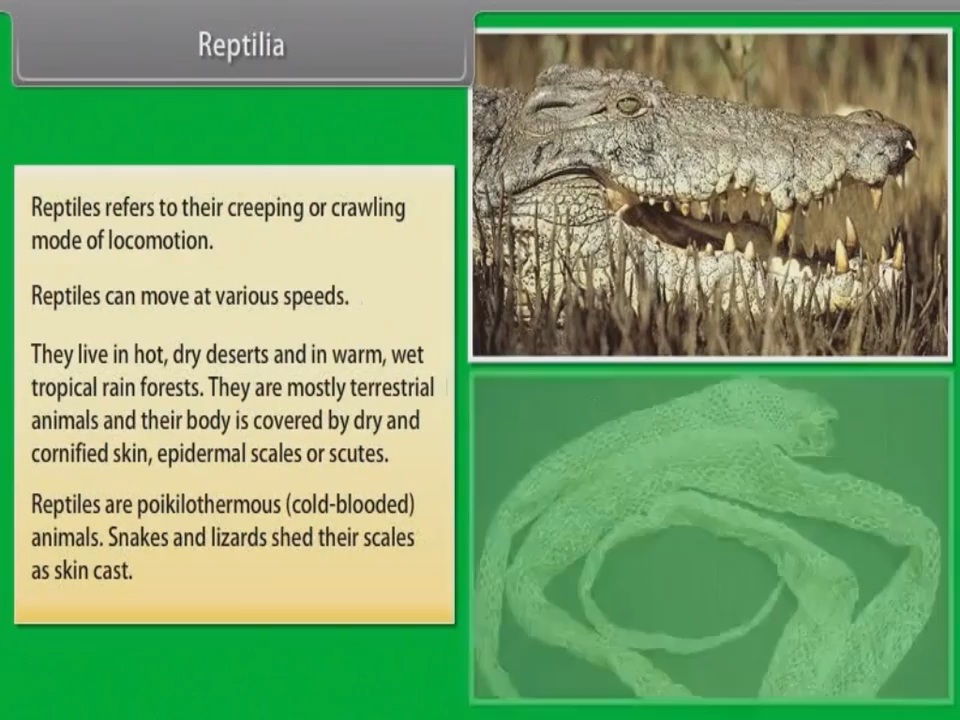 Reptilia
Reptiles refers to their creeping or crawling
mode of locomotion.
Reptiles can move at various speeds.
They live in hot, dry deserts and in warm, wet
tropical rain forests. They are mostly terrestrial
animals and their body is covered by dry and
cornified skin, epidermal scales or scutes.
Reptiles are poikilothermous (cold-blooded)
animals. Snakes and lizards shed their scales
as skin cast.